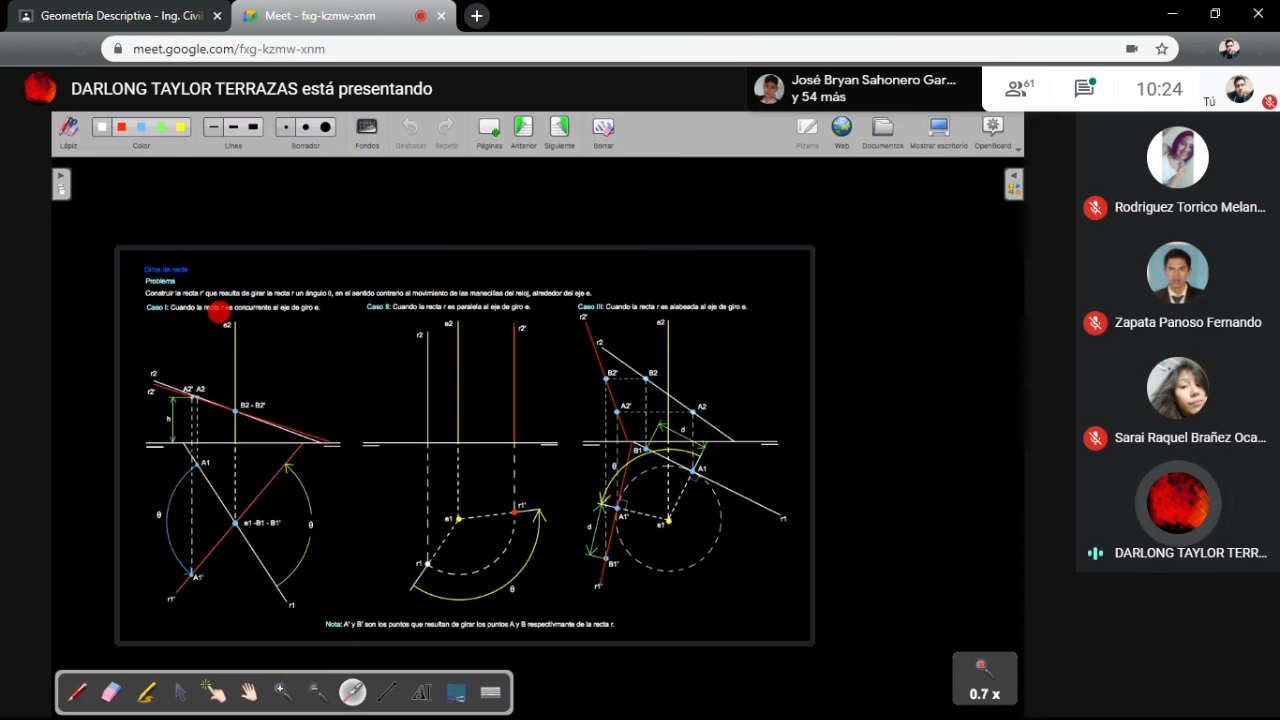 Geometría Descriptiva - Ing. Civil
Meet - fxg-kzmw-xnm
meet.google.com/fxg-kzmw-xnm
DARLONG TAYLOR TERRAZAS está presentando
José Bryan Sahonero Gar...
y 54 más
61
10:24
Tú
Lápiz
Color
Línea
Borrador
Fondos
Deshacer
Repetir
Páginas
Anterior
Siguiente
Borrar
Pizarra
Web
Documentos
Mostrar escritorio
OpenBoard
Giros de recta
Problema
Construir la recta r' que resulta de girar la recta r un ángulo θ, en el sentido contrario al movimiento de las manecillas del reloj, alrededor del eje e.
Caso I: Cuando la recta r es concurrente al eje de giro e.
Caso II: Cuando la recta r es paralela al eje de giro e.
Caso III: Cuando la recta r es alabeada al eje de giro e.
e2
r2
r2'
A2' A2
B2 - B2'
h
A1
θ
e1 -B1 - B1'
θ
A1'
r1'
r1
r2
e2
r2'
e1
r1'
r1
θ
r2'
r2
e2
B2'
B2
A2'
A2
d
B1
θ
A1
A1'
e1
d
B1'
r1
r1'
Nota: A' y B' son los puntos que resultan de girar los puntos A y B respectivmante de la recta r.
0.7 x
Rodriguez Torrico Melan...
Zapata Panoso Fernando
Sarai Raquel Brañez Oca...
DARLONG TAYLOR TERR...